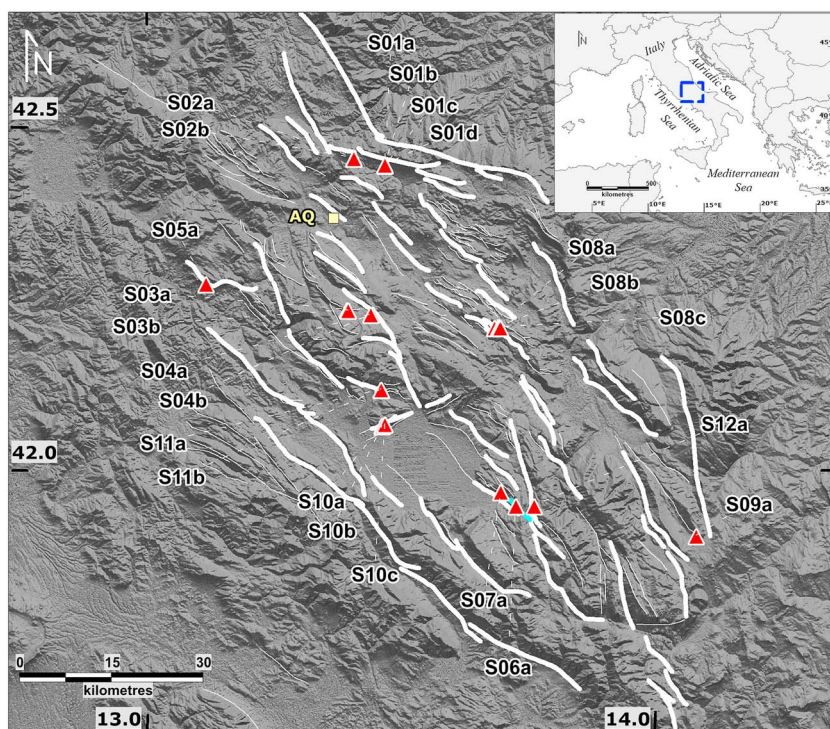 N
S01a
S01b
S01c
S01d
S02a
S02b
42.5
AQ
S05a
S03a
S03b
S04a
S04b
S11a
S11b
S08a
S08b
S08c
42.0
S12a
S09a
S10a
S10b
S10c
S07a
S06a
0 15 30
kilometres
13.0
14.0
N
Italy
Adriatic Sea
Thyrrhenian
Sea
Mediterranean
Sea
0 500
kilometres
45°
40°
35°
5°E
10°E
15°E
20°E
25°E